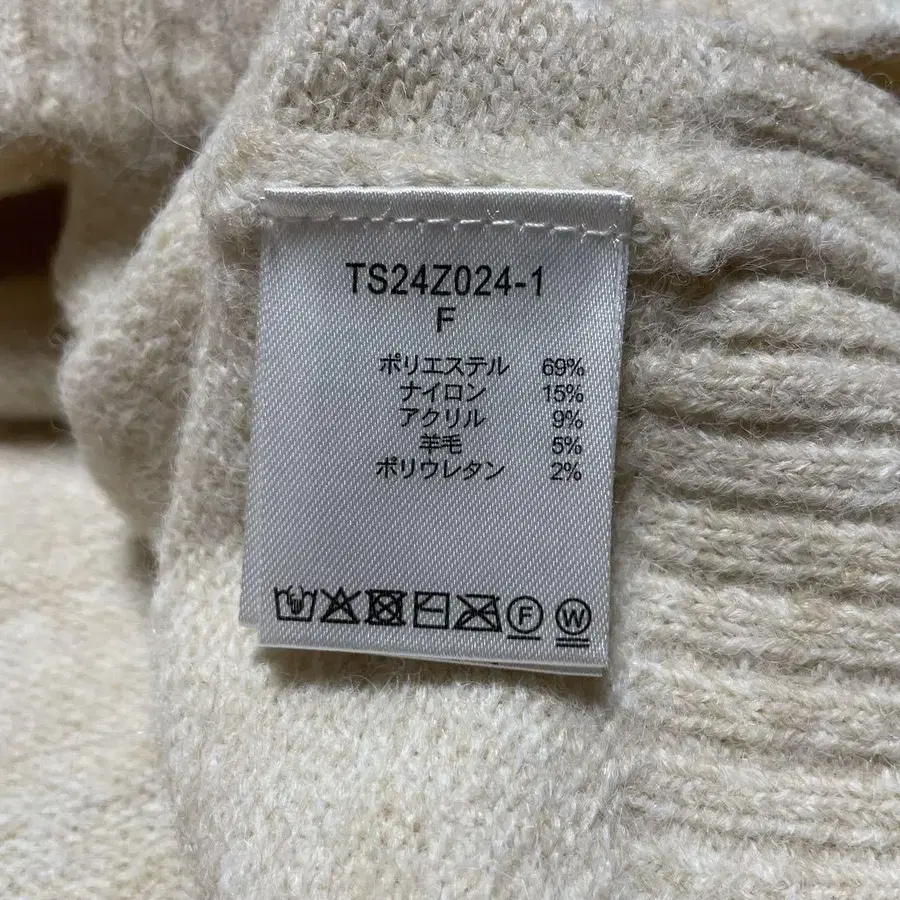 TS24Z024-1
F
ポリエステル 69%
ナイロン 15%
アクリル 9%
羊毛 5%
ポリウレタン 2%
F W